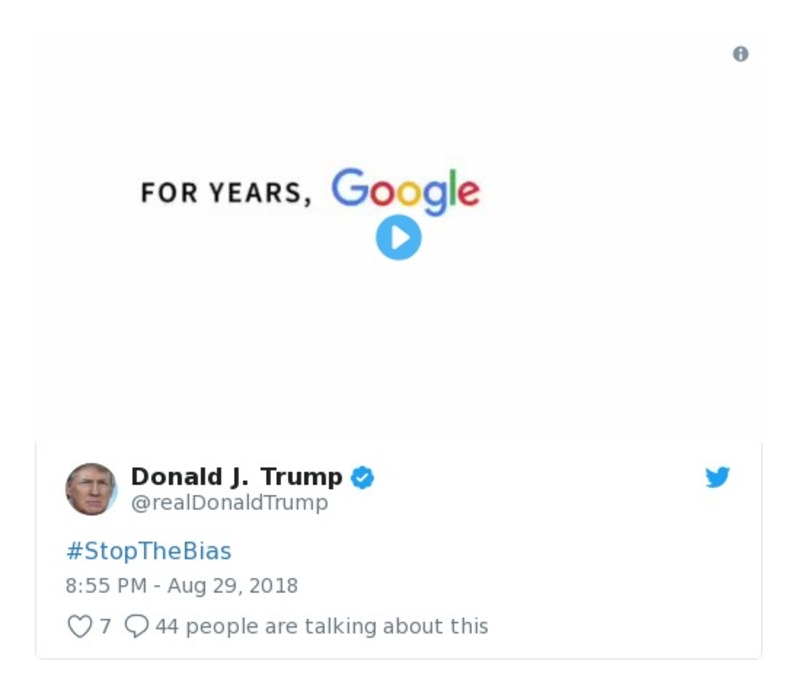 FOR YEARS, Google
Donald J. Trump
@realDonaldTrump
#StopTheBias
8:55 PM - Aug 29, 2018
7 44 people are talking about this